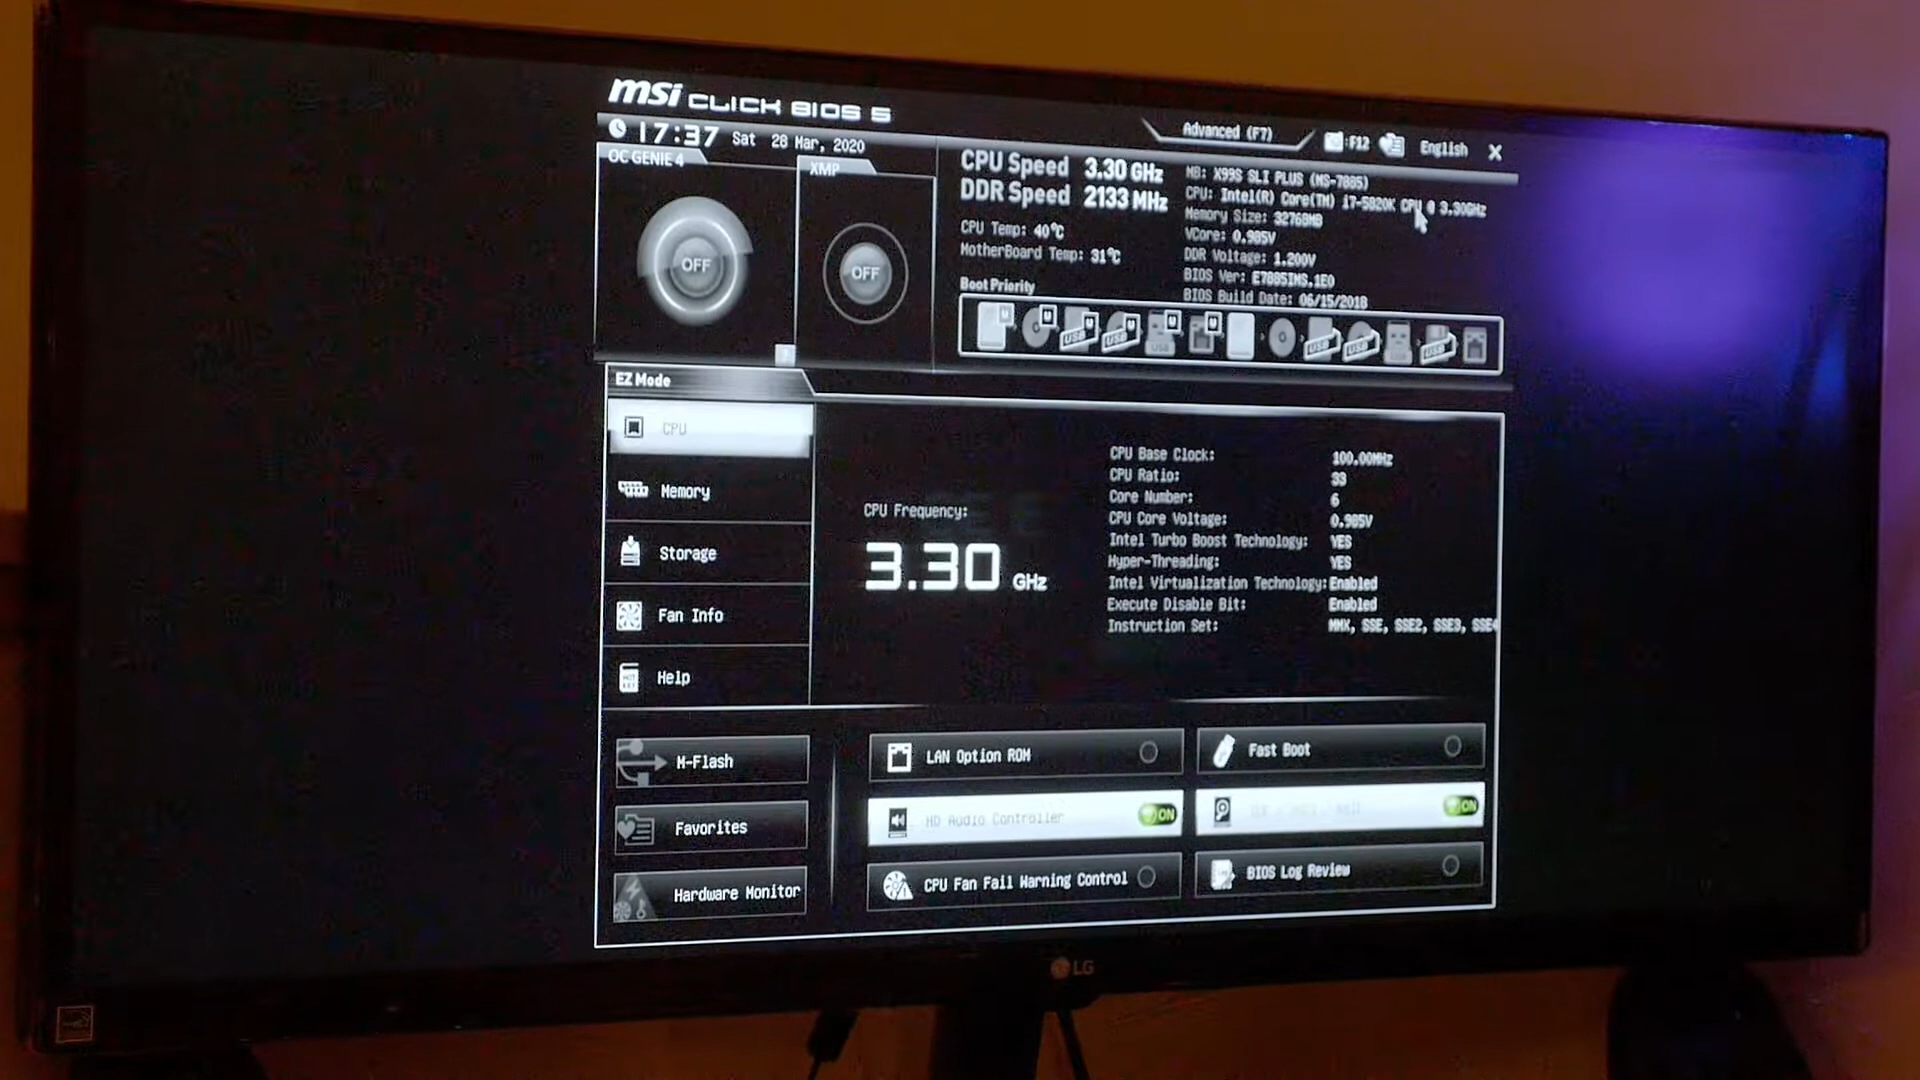 msi CLICK BIOS 5
17:37 Sat 28 Mar, 2020
Advanced (F7)
:F12
English
X
OC GENIE 4
OFF
XMP
OFF
CPU Speed 3.30 GHz
DDR Speed 2133 MHz
CPU Temp: 40°C
MotherBoard Temp: 31°C
MB: X99S SLI PLUS (MS-7885)
CPU: Intel(R) Core(TM) i7-5820K CPU @ 3.30GHz
Memory Size: 32768MB
VCore: 0.985V
DDR Voltage: 1.200V
BIOS Ver: E7885IMS.1E0
BIOS Build Date: 06/15/2018
Boot Priority
U U U U U U
USB USB USB USB USB USB
EZ Mode
CPU
Memory
Storage
Fan Info
Help
CPU Frequency:
3.30 GHz
CPU Base Clock: 100.00MHz
CPU Ratio: 33
Core Number: 6
CPU Core Voltage: 0.985V
Intel Turbo Boost Technology: YES
Hyper-Threading: YES
Intel Virtualization Technology: Enabled
Execute Disable Bit: Enabled
Instruction Set: MMX, SSE, SSE2, SSE3, SSE4
M-Flash
Favorites
Hardware Monitor
LAN Option ROM
Fast Boot
HD Audio Controller ON
ON
CPU Fan Fail Warning Control
BIOS Log Review
LG